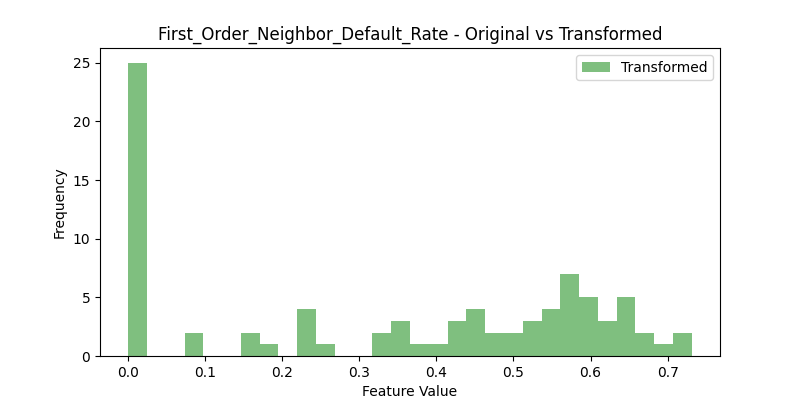 First_Order_Neighbor_Default_Rate - Original vs Transformed
Transformed
Frequency
25
20
15
10
5
0
0.0 0.1 0.2 0.3 0.4 0.5 0.6 0.7
Feature Value